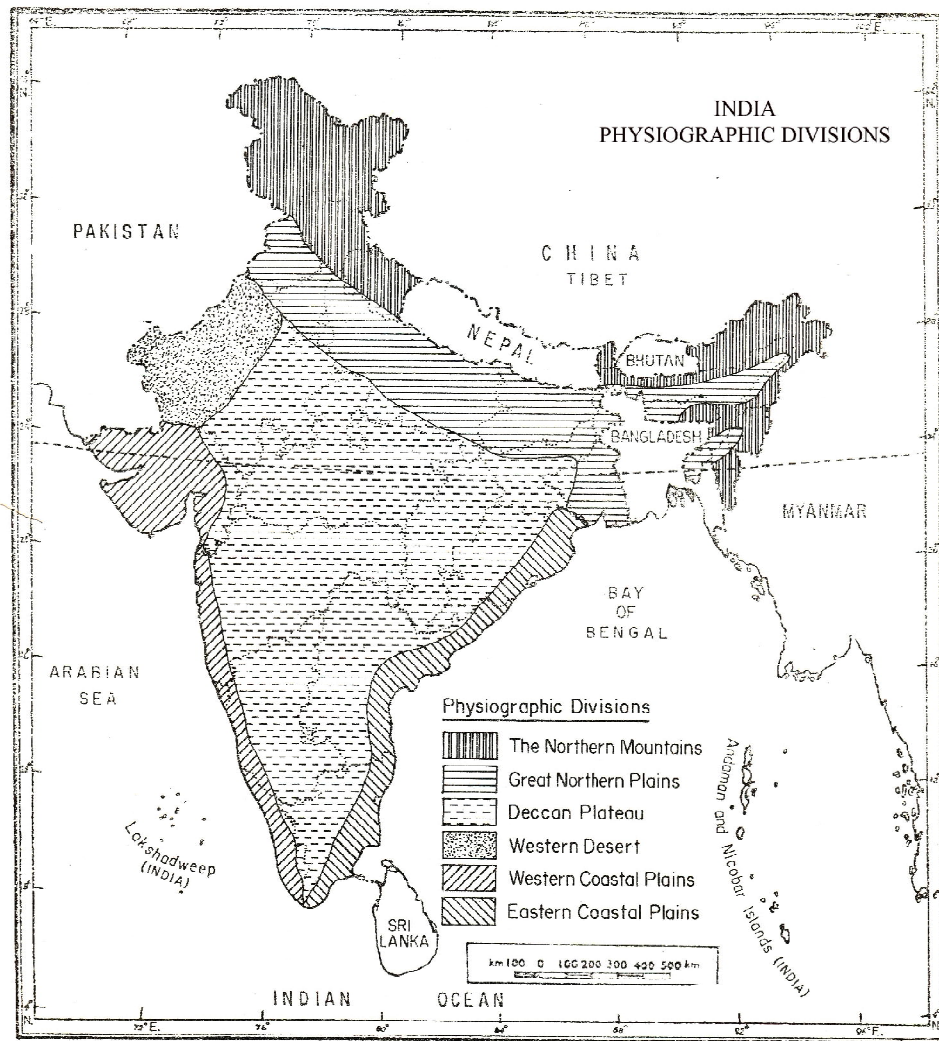 INDIA
PHYSIOGRAPHIC DIVISIONS
PAKISTAN
CHINA
TIBET
NEPAL
BHUTAN
BANGLADESH
MYANMAR
BAY
OF
BENGAL
ARABIAN
SEA
Physiographic Divisions
The Northern Mountains
Great Northern Plains
Deccan Plateau
Western Desert
Western Coastal Plains
Eastern Coastal Plains
Lakshadweep
(INDIA)
Andaman and Nicobar Islands (INDIA)
SRI
LANKA
km 100 0 100 200 300 400 500 km
INDIAN OCEAN